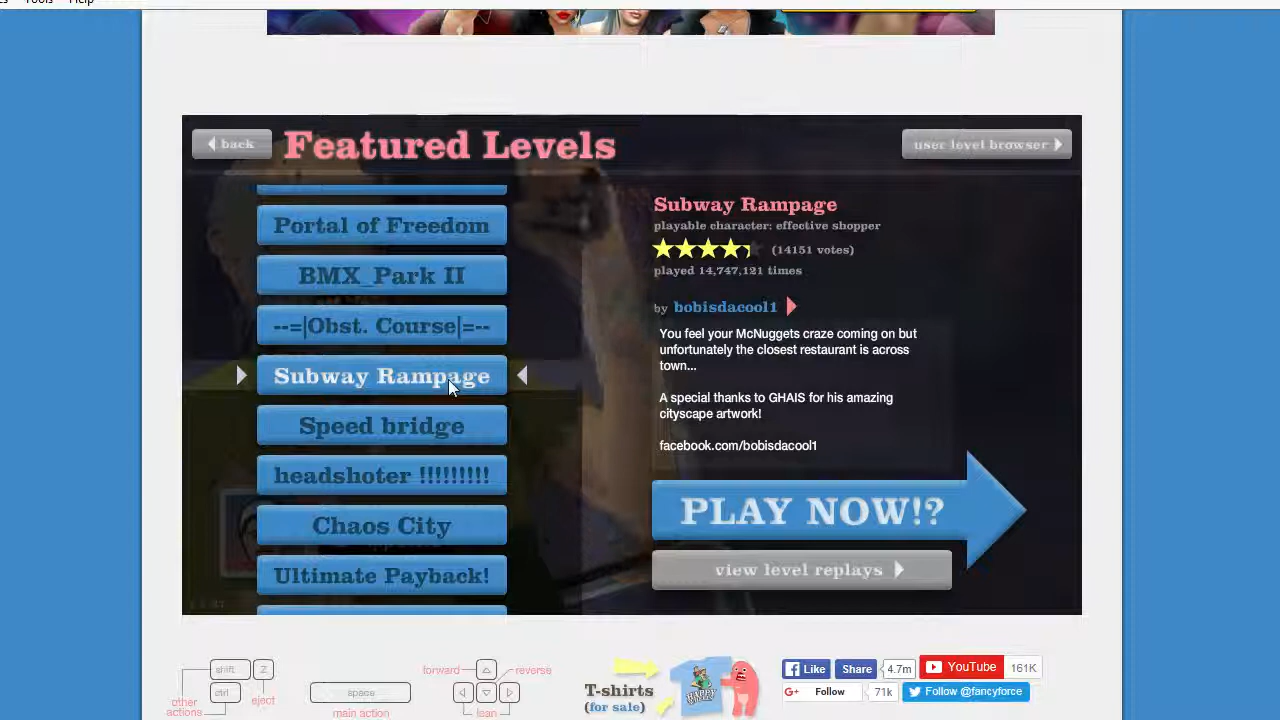 Tools Help
back
Featured Levels
user level browser
Portal of Freedom
BMX_Park II
--=|Obst. Course|=--
Subway Rampage
Speed bridge
headshoter !!!!!!!!!
Chaos City
Ultimate Payback!
Subway Rampage
playable character: effective shopper
(14151 votes)
played 14,747,121 times
by bobisdacool1
You feel your McNuggets craze coming on but
unfortunately the closest restaurant is across
town...
A special thanks to GHAIS for his amazing
cityscape artwork!
facebook.com/bobisdacool1
PLAY NOW!?
view level replays
shift
Z
ctrl
eject
other
actions
space
main action
forward
reverse
lean
T-shirts
(for sale)
HAPPY WHEELS
Like
Share
4.7m
YouTube
161K
G+ Follow
71k
Follow @fancyforce